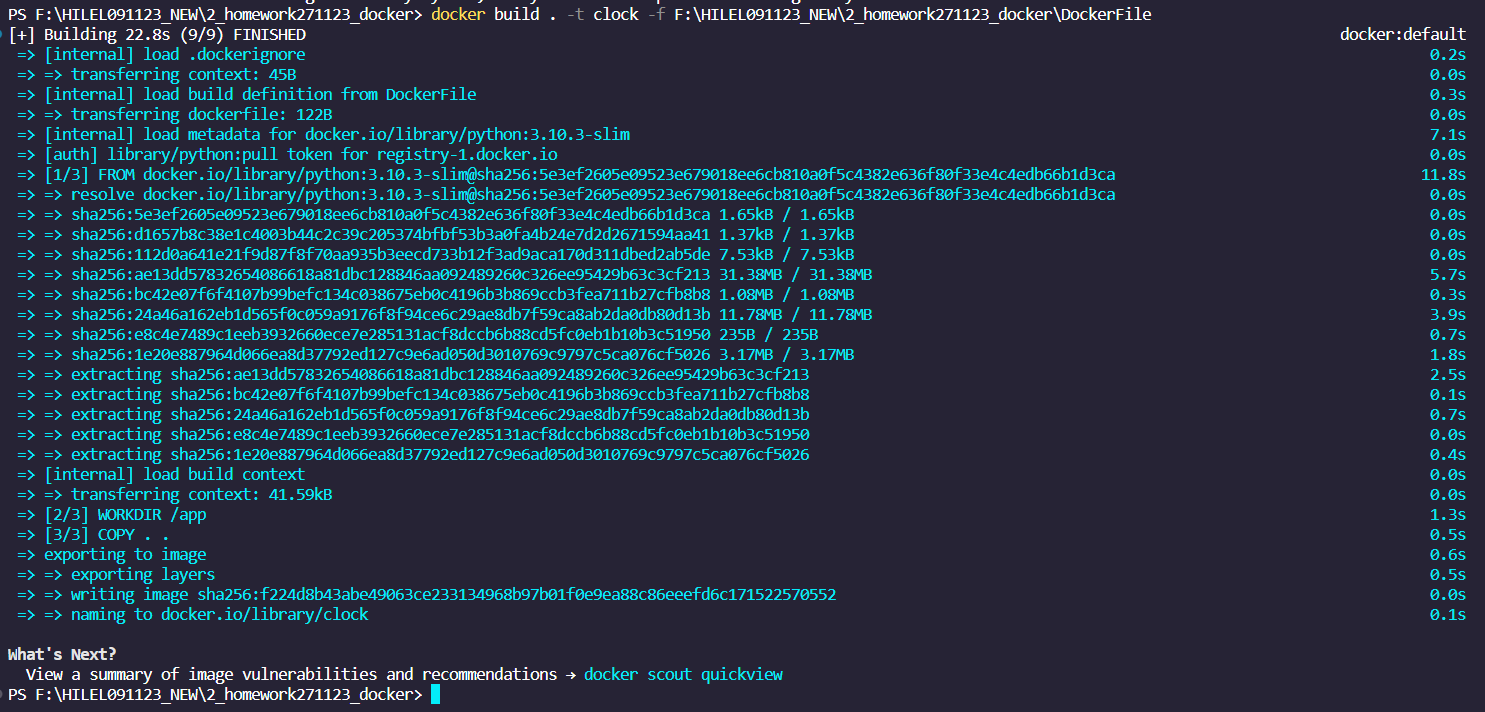 PS F:\HILEL091123_NEW\2_homework271123_docker> docker build . -t clock -f F:\HILEL091123_NEW\2_homework271123_docker\DockerFile
[+] Building 22.8s (9/9) FINISHED docker:default
=> [internal] load .dockerignore 0.2s
=> => transferring context: 45B 0.0s
=> [internal] load build definition from DockerFile 0.3s
=> => transferring dockerfile: 122B 0.0s
=> [internal] load metadata for docker.io/library/python:3.10.3-slim 7.1s
=> [auth] library/python:pull token for registry-1.docker.io 0.0s
=> [1/3] FROM docker.io/library/python:3.10.3-slim@sha256:5e3ef2605e09523e679018ee6cb810a0f5c4382e636f80f33e4c4edb66b1d3ca 11.8s
=> => resolve docker.io/library/python:3.10.3-slim@sha256:5e3ef2605e09523e679018ee6cb810a0f5c4382e636f80f33e4c4edb66b1d3ca 0.0s
=> => sha256:5e3ef2605e09523e679018ee6cb810a0f5c4382e636f80f33e4c4edb66b1d3ca 1.65kB / 1.65kB 0.0s
=> => sha256:d1657b8c38e1c4003b44c2c39c205374bfbf53b3a0fa4b24e7d2d2671594aa41 1.37kB / 1.37kB 0.0s
=> => sha256:112d0a641e21f9d87f8f70aa935b3eecd733b12f3ad9aca170d311dbed2ab5de 7.53kB / 7.53kB 0.0s
=> => sha256:ae13dd57832654086618a81dbc128846aa092489260c326ee95429b63c3cf213 31.38MB / 31.38MB 5.7s
=> => sha256:bc42e07f6f4107b99befc134c038675eb0c4196b3b869ccb3fea711b27cfb8b8 1.08MB / 1.08MB 0.3s
=> => sha256:24a46a162eb1d565f0c059a9176f8f94ce6c29ae8db7f59ca8ab2da0db80d13b 11.78MB / 11.78MB 3.9s
=> => sha256:e8c4e7489c1eeb3932660ece7e285131acf8dccb6b88cd5fc0eb1b10b3c51950 235B / 235B 0.7s
=> => sha256:1e20e887964d066ea8d37792ed127c9e6ad050d3010769c9797c5ca076cf5026 3.17MB / 3.17MB 1.8s
=> => extracting sha256:ae13dd57832654086618a81dbc128846aa092489260c326ee95429b63c3cf213 2.5s
=> => extracting sha256:bc42e07f6f4107b99befc134c038675eb0c4196b3b869ccb3fea711b27cfb8b8 0.1s
=> => extracting sha256:24a46a162eb1d565f0c059a9176f8f94ce6c29ae8db7f59ca8ab2da0db80d13b 0.7s
=> => extracting sha256:e8c4e7489c1eeb3932660ece7e285131acf8dccb6b88cd5fc0eb1b10b3c51950 0.0s
=> => extracting sha256:1e20e887964d066ea8d37792ed127c9e6ad050d3010769c9797c5ca076cf5026 0.4s
=> [internal] load build context 0.0s
=> => transferring context: 41.59kB 0.0s
=> [2/3] WORKDIR /app 1.3s
=> [3/3] COPY . . 0.5s
=> exporting to image 0.6s
=> => exporting layers 0.5s
=> => writing image sha256:f224d8b43abe49063ce233134968b97b01f0e9ea88c86eeefd6c171522570552 0.0s
=> => naming to docker.io/library/clock 0.1s
What's Next?
View a summary of image vulnerabilities and recommendations → docker scout quickview
PS F:\HILEL091123_NEW\2_homework271123_docker>